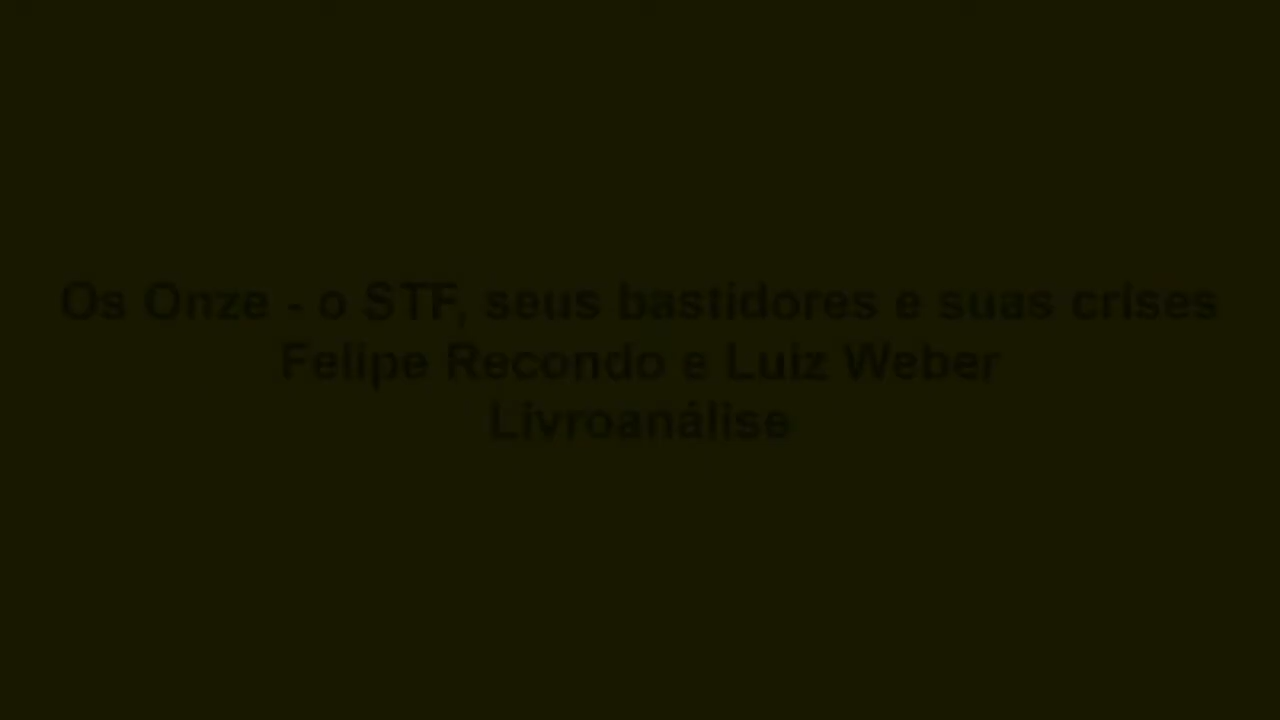 Os Onze - o STF, seus bastidores e suas crises
Felipe Recondo e Luiz Weber
Livroanálise